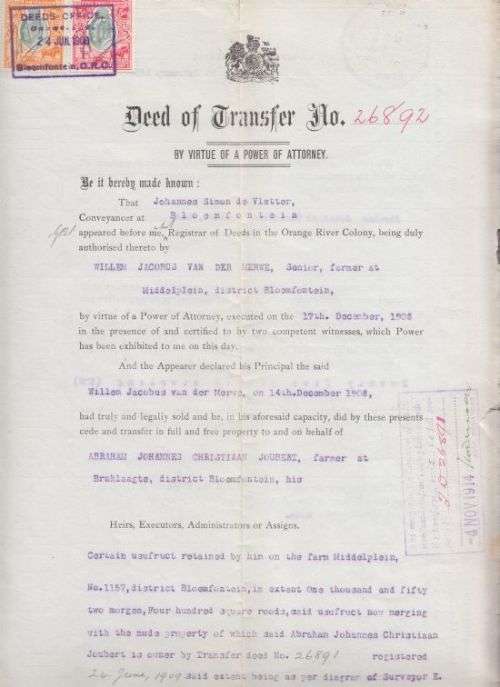 DEEDS-OFFICE,
24 JUN 1909
Bloemfontein, O.R.C.
Deed of Transfer No. 26892
BY VIRTUE OF A POWER OF ATTORNEY.
Be it hereby made known:
That Johannes Simon de Vletter,
Conveyancer at Bloemfontein
appeared before me, Registrar of Deeds in the Orange River Colony, being duly
authorised thereto by
WILLEM JACOBUS VAN DER MERWE, Senior, farmer at
Middelplein, district Bloemfontein,
by virtue of a Power of Attorney, executed on the 17th. December, 1908
in the presence of and certified to by two competent witnesses, which Power
has been exhibited to me on this day.
And the Appearer declared his Principal the said
Willem Jacobus van der Merwe, on 14th.December 1908,
had truly and legally sold and he, in his aforesaid capacity, did by these presents
cede and transfer in full and free property to and on behalf of
ABRAHAM JOHANNES CHRISTIAAN JOUBERT, farmer at
Braklaagte, district Bloemfontein, his
Heirs, Executors, Administrators or Assigns.
Certain usufruct retained by him on the farm Middelplein,
No.1157,district Bloemfontein,in extent One thousand and fifty
two morgen,Four hundred square roods,said usufruct now merging
with the nude property of which said Abraham Johannes Christiaan
Joubert is owner by Transfer deed No. 26891 registered
24 June, 1909 said extent being as per diagram of Surveyor E.
4 NOV 1914